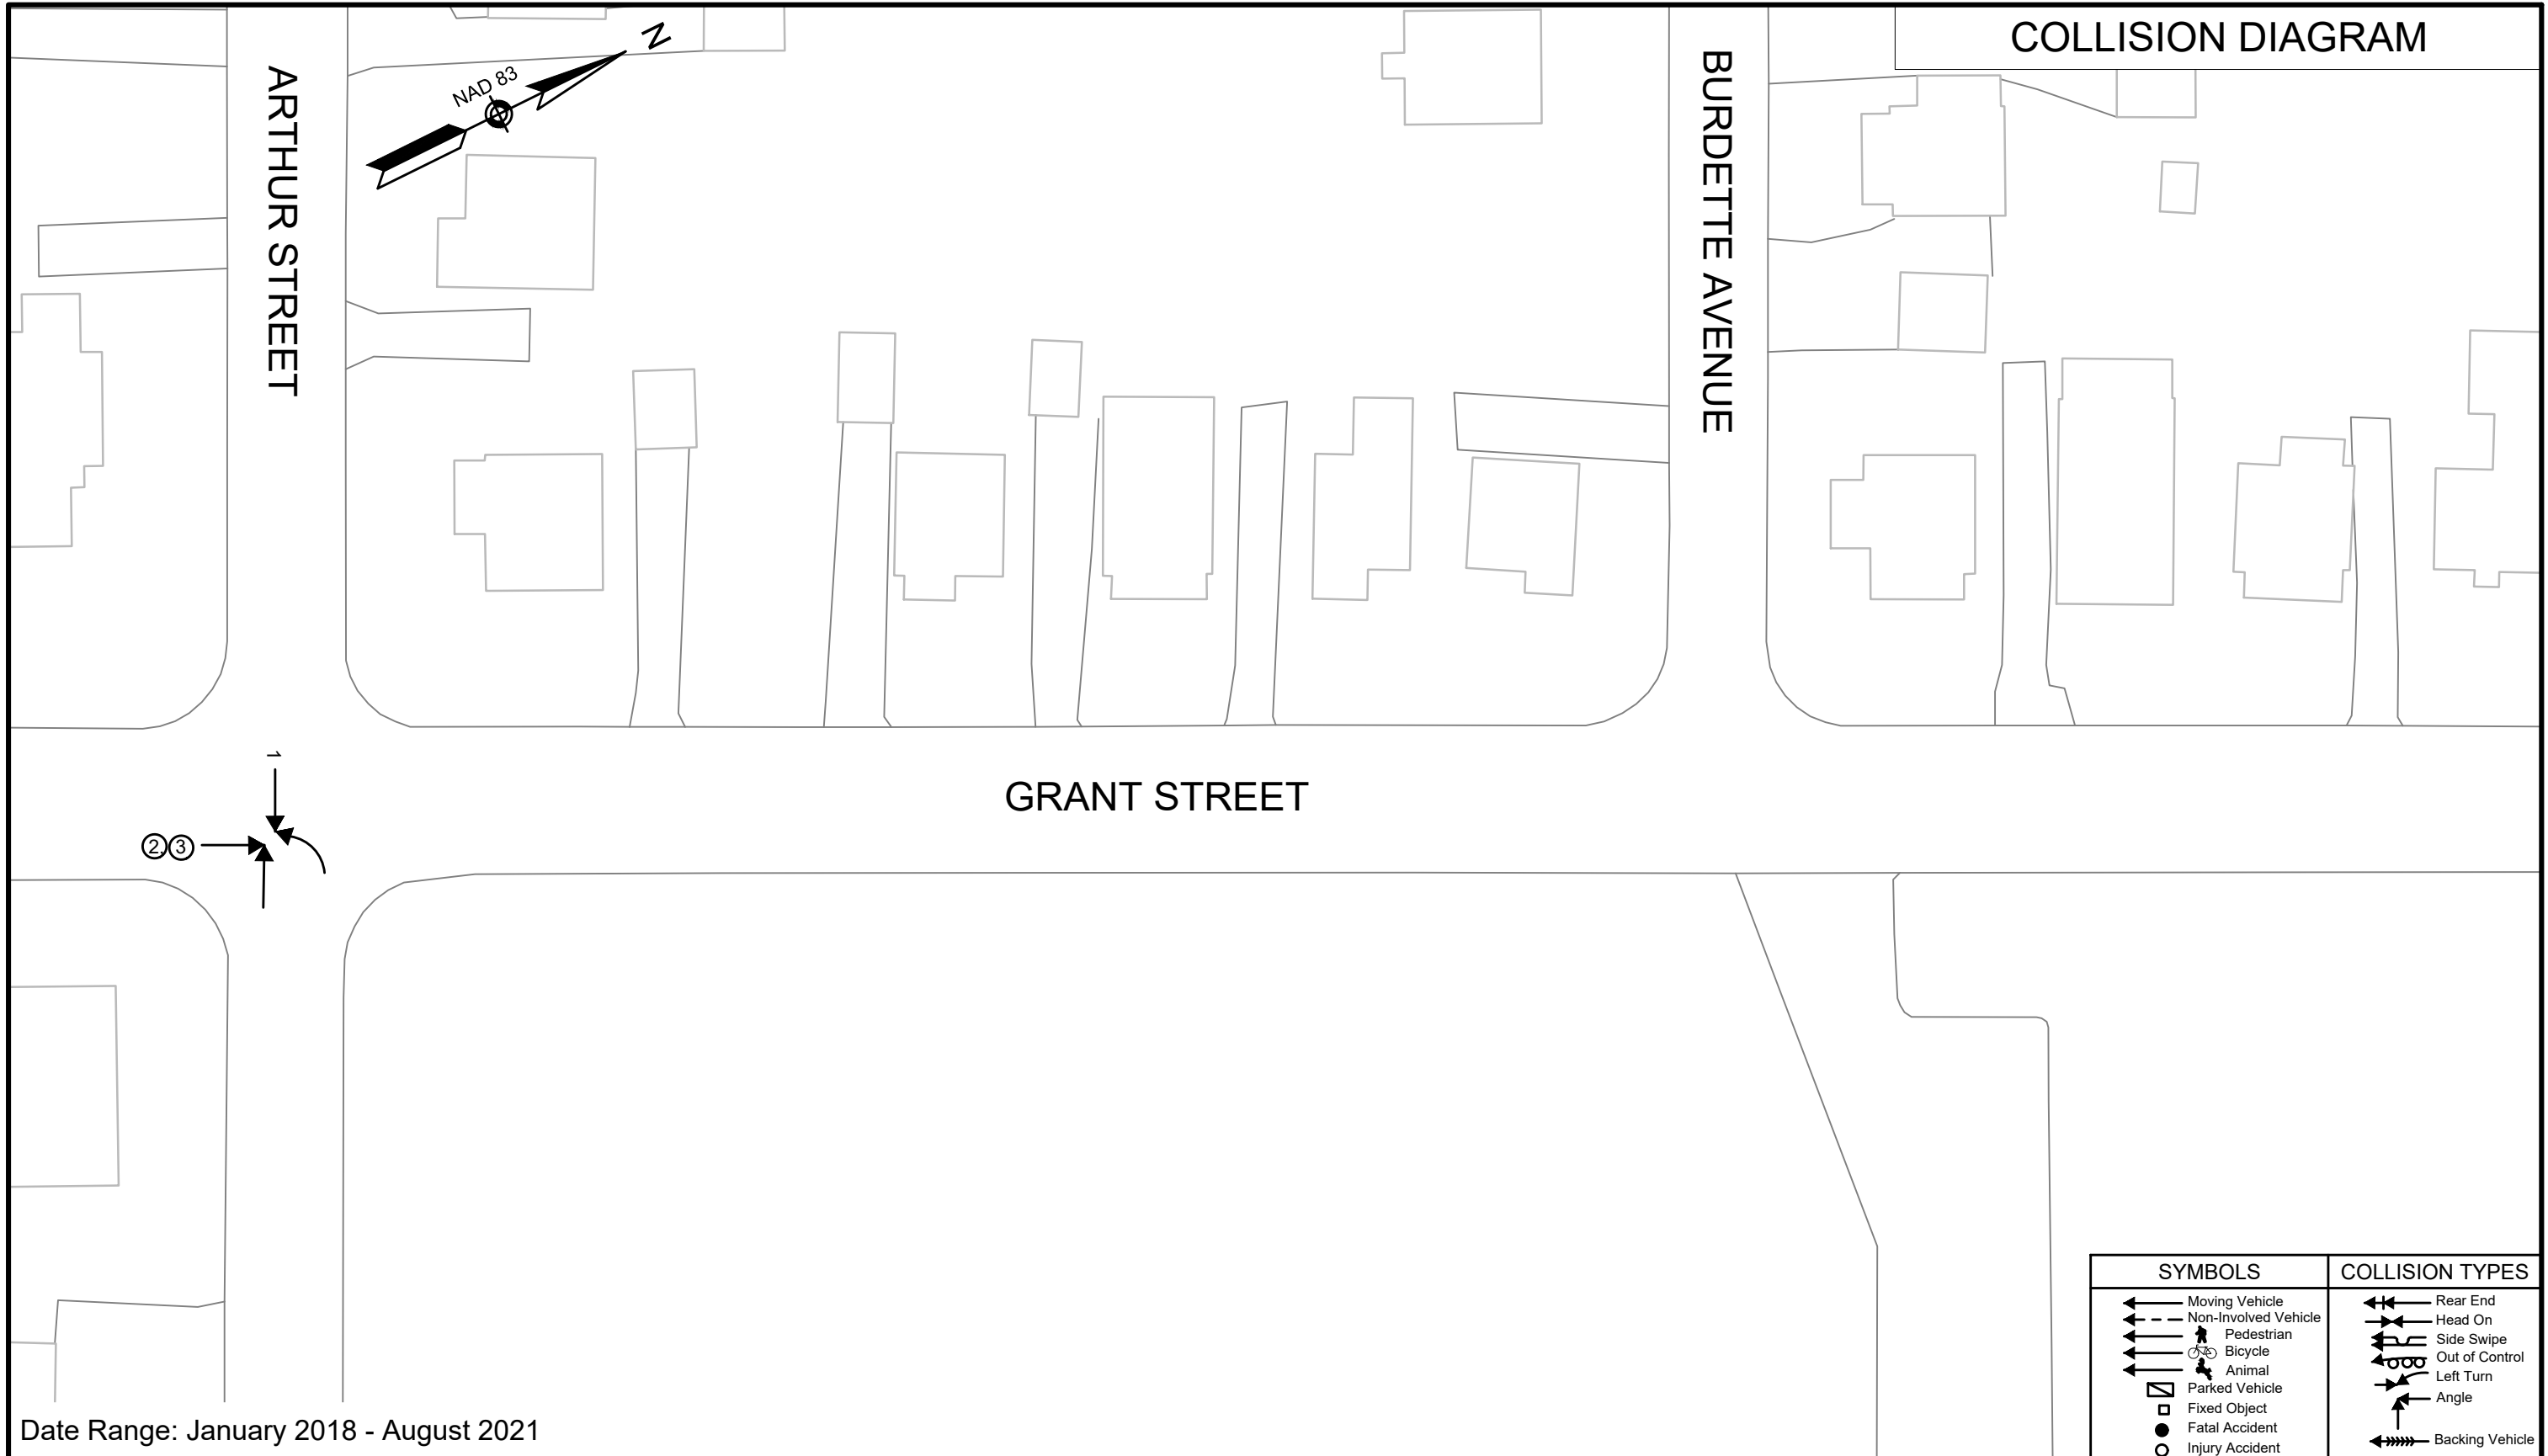 COLLISION DIAGRAM
N
NAD 83
ARTHUR STREET
BURDETTE AVENUE
1
GRANT STREET
2, 3
SYMBOLS
Moving Vehicle
Non-Involved Vehicle
Pedestrian
Bicycle
Animal
Parked Vehicle
Fixed Object
Fatal Accident
Injury Accident
COLLISION TYPES
Rear End
Head On
Side Swipe
Out of Control
Left Turn
Angle
Backing Vehicle
Date Range: January 2018 - August 2021